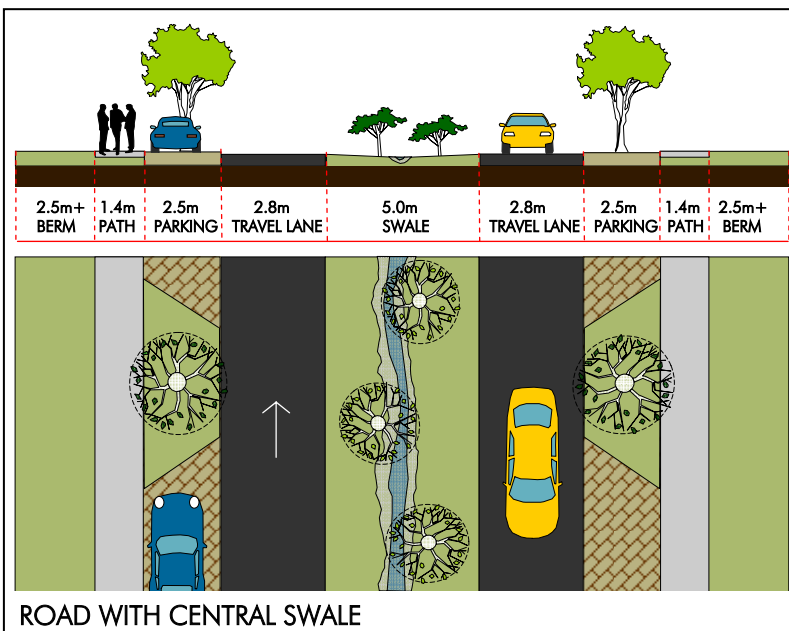 2.5m+ 1.4m 2.5m 2.8m 5.0m 2.8m 2.5m 1.4m 2.5m+
BERM PATH PARKING TRAVEL LANE SWALE TRAVEL LANE PARKING PATH BERM
ROAD WITH CENTRAL SWALE